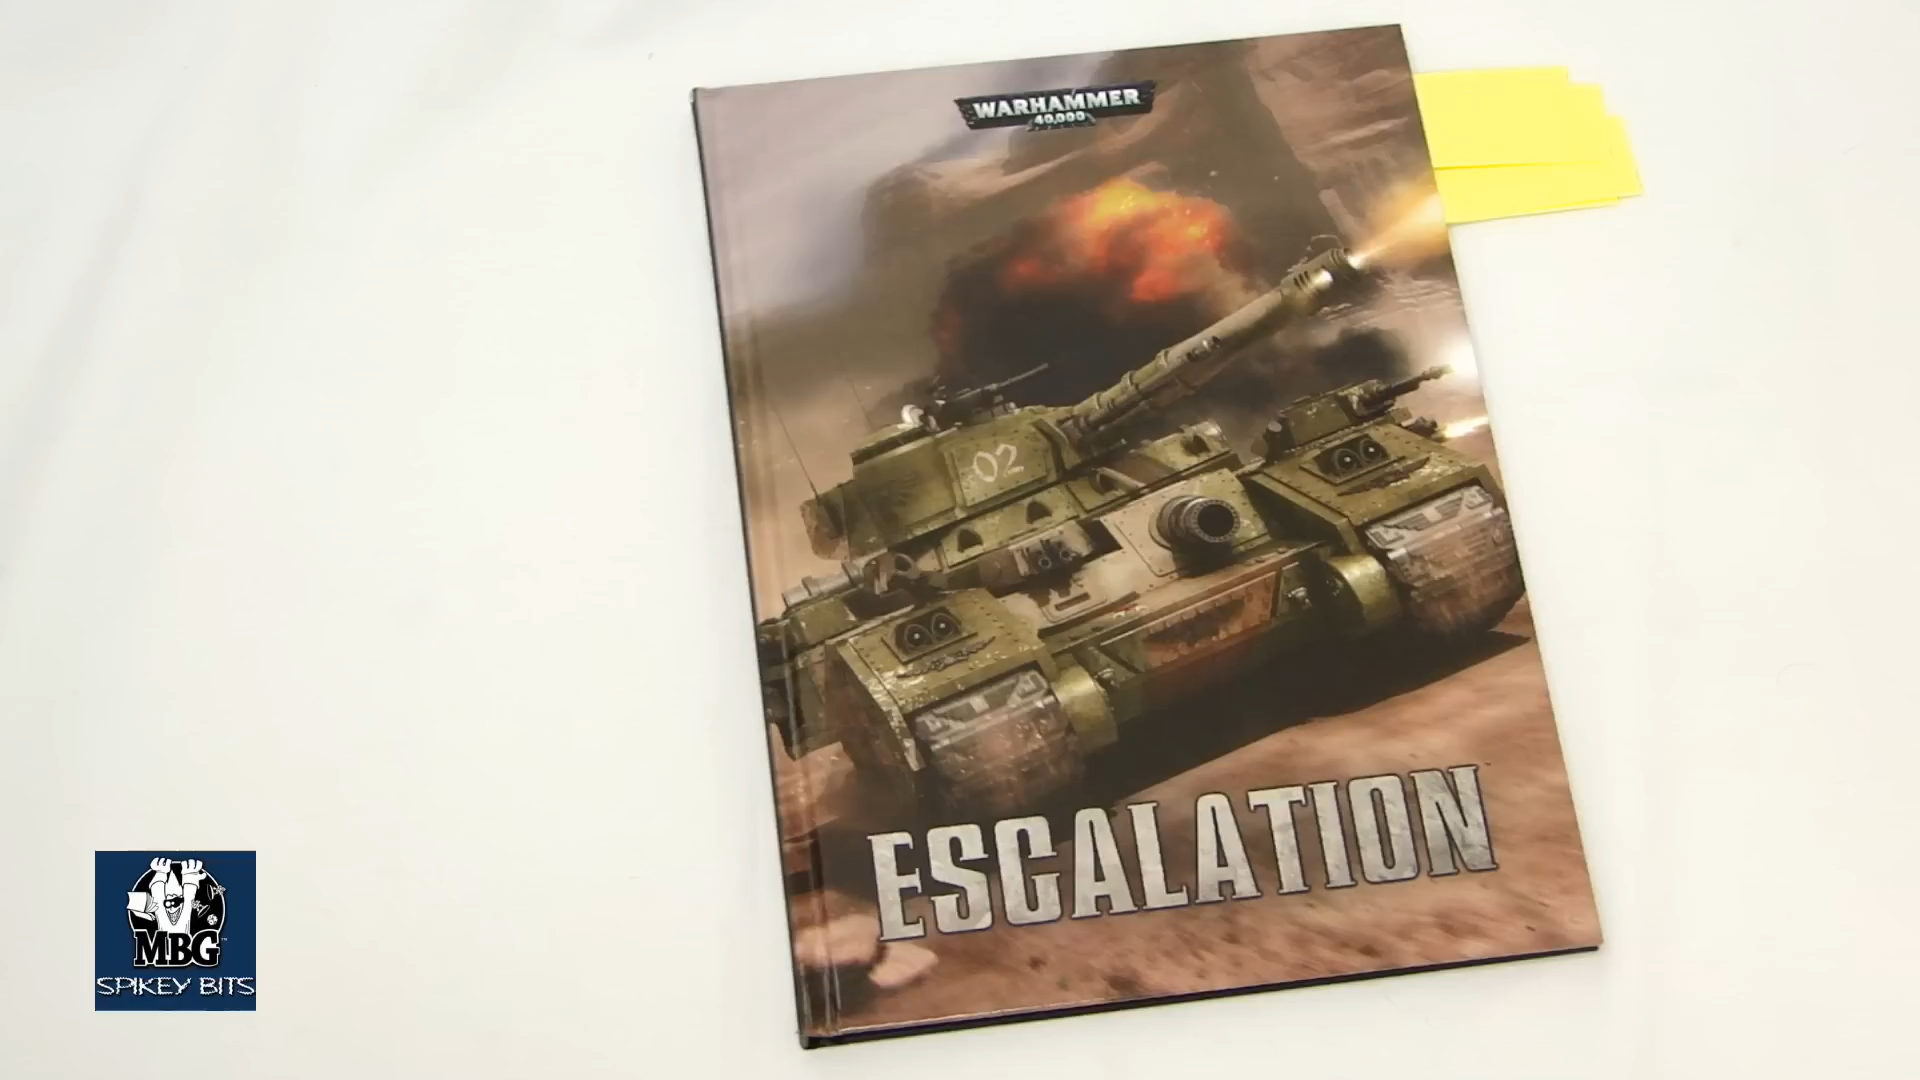 WARHAMMER
40,000
02
ESCALATION
MBG
SPIKEY BITS